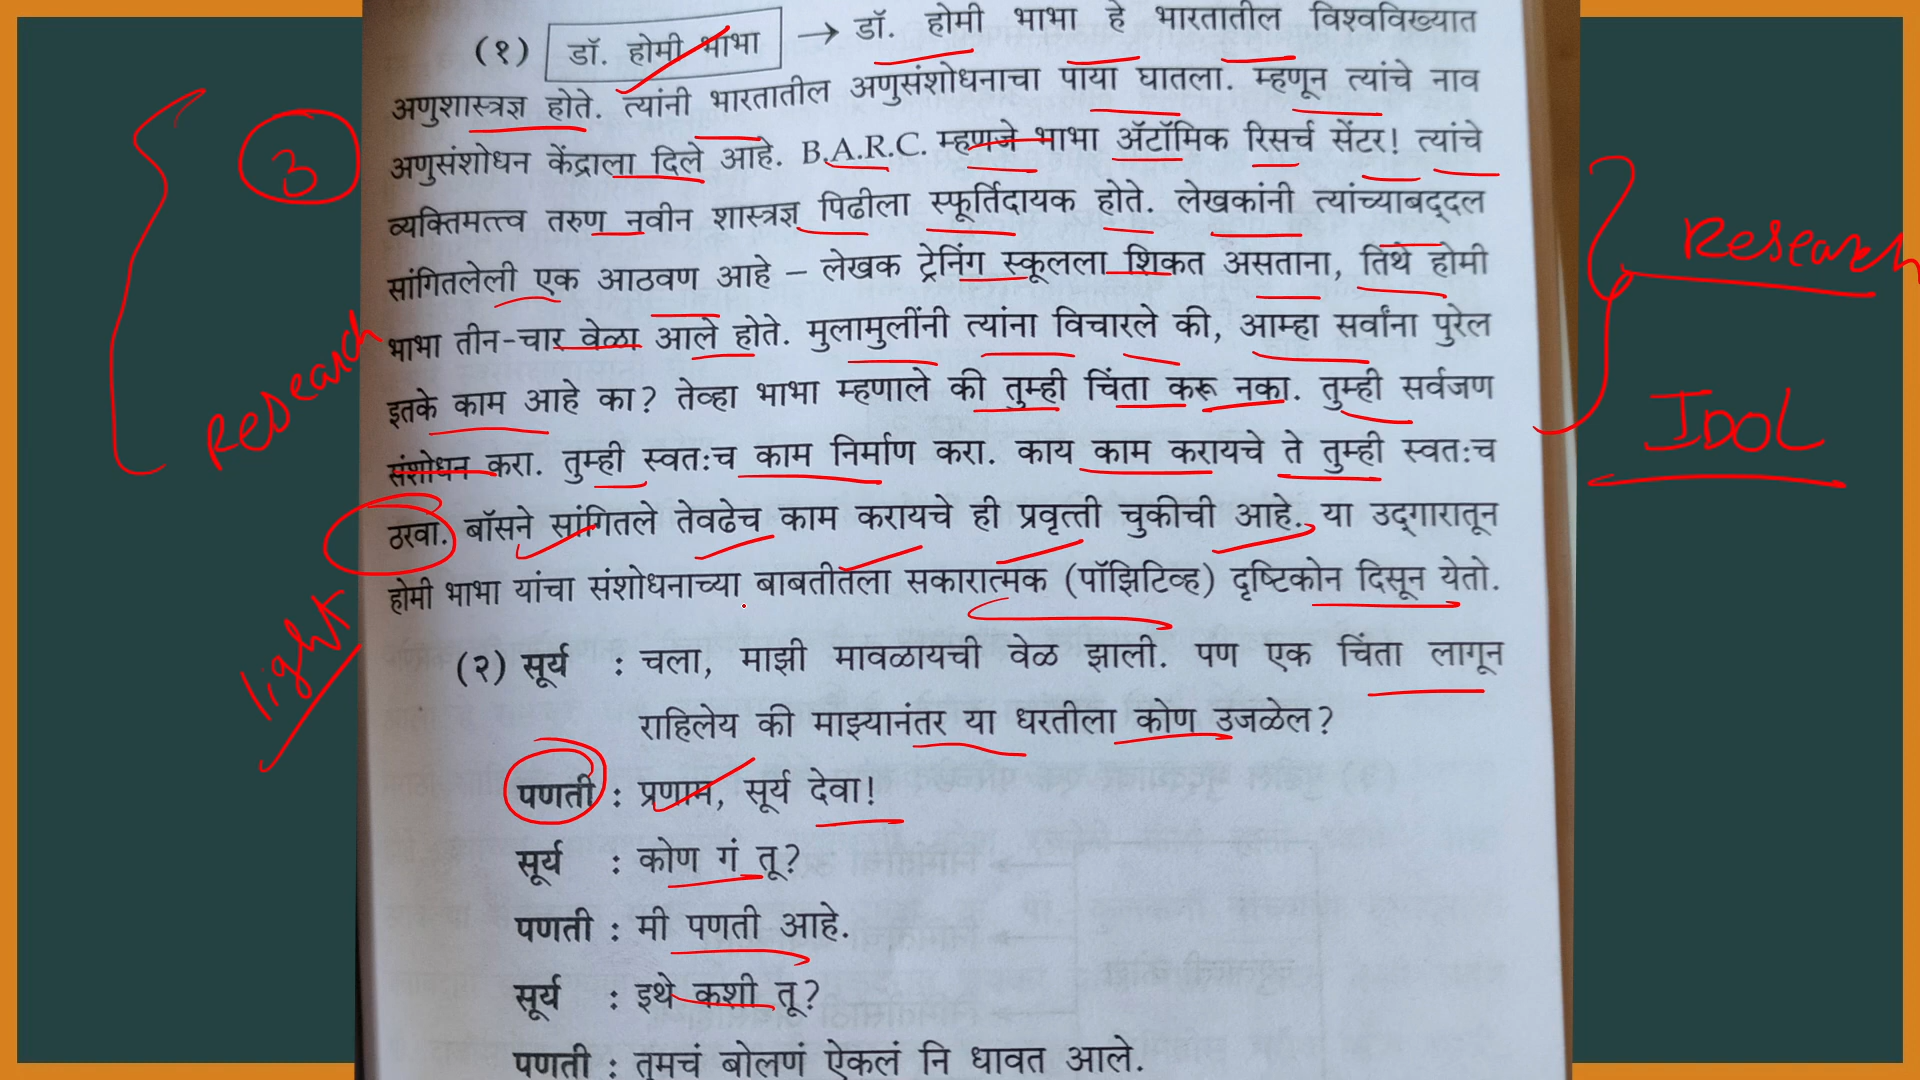 (१) डॉ. होमी भाभा → डॉ. होमी भाभा हे भारतातील विश्वविख्यात
अणुशास्त्रज्ञ होते. त्यांनी भारतातील अणुसंशोधनाचा पाया घातला. म्हणून त्यांचे नाव
अणुसंशोधन केंद्राला दिले आहे. B.A.R.C. म्हणजे भाभा ॲटॉमिक रिसर्च सेंटर! त्यांचे
व्यक्तिमत्त्व तरुण नवीन शास्त्रज्ञ पिढीला स्फूर्तिदायक होते. लेखकांनी त्यांच्याबद्दल
सांगितलेली एक आठवण आहे – लेखक ट्रेनिंग स्कूलला शिकत असताना, तिथे होमी
भाभा तीन-चार वेळा आले होते. मुलामुलींनी त्यांना विचारले की, आम्हा सर्वांना पुरेल
इतके काम आहे का? तेव्हा भाभा म्हणाले की तुम्ही चिंता करू नका. तुम्ही सर्वजण
संशोधन करा. तुम्ही स्वतःच काम निर्माण करा. काय काम करायचे ते तुम्ही स्वतःच
ठरवा. बॉसने सांगितले तेवढेच काम करायचे ही प्रवृत्ती चुकीची आहे. या उद्गारातून
होमी भाभा यांचा संशोधनाच्या बाबतीतला सकारात्मक (पॉझिटिव्ह) दृष्टिकोन दिसून येतो.
(२) सूर्य : चला, माझी मावळायची वेळ झाली. पण एक चिंता लागून
राहिलेय की माझ्यानंतर या धरतीला कोण उजळेल?
पणती : प्रणाम, सूर्य देवा!
सूर्य : कोण गं तू?
पणती : मी पणती आहे.
सूर्य : इथे कशी तू?
पणती : तुमचं बोलणं ऐकलं नि धावत आले.
3
Research
light
Research
IDOL